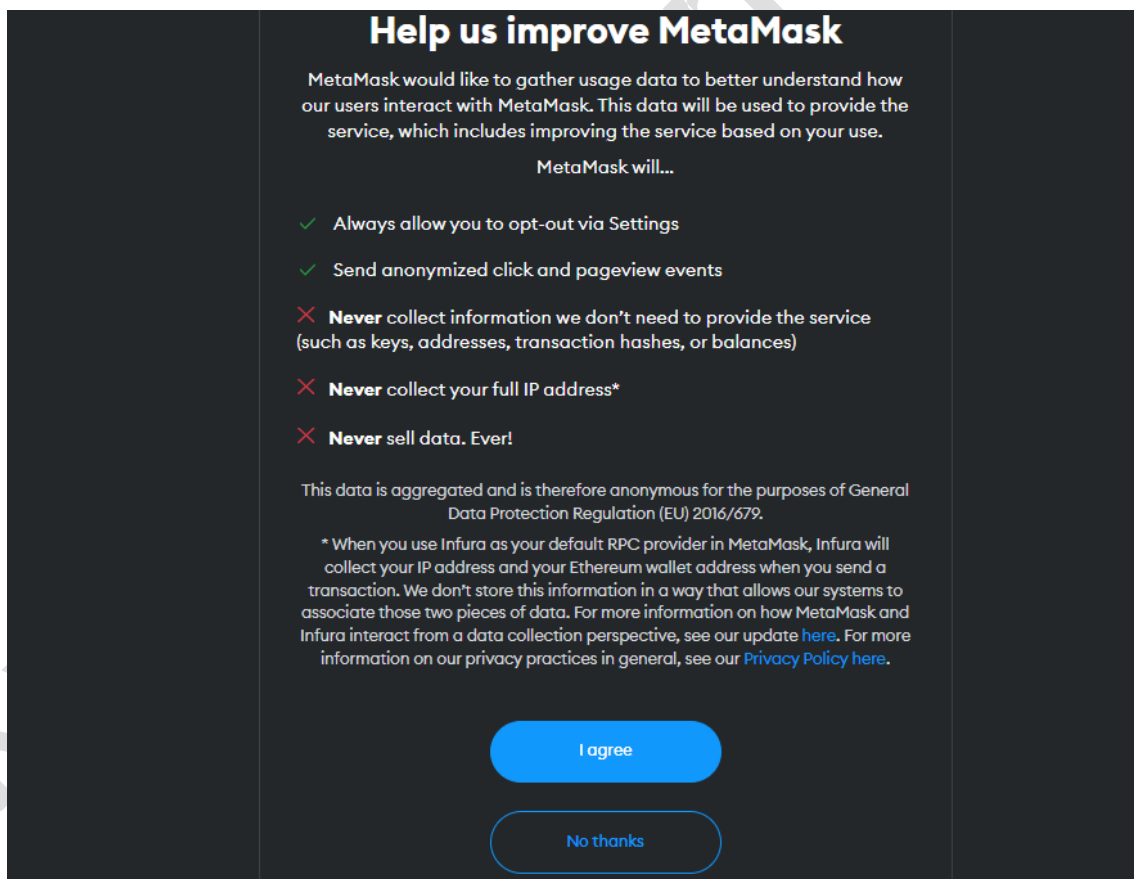 Help us improve MetaMask
MetaMask would like to gather usage data to better understand how
our users interact with MetaMask. This data will be used to provide the
service, which includes improving the service based on your use.
MetaMask will...
Always allow you to opt-out via Settings
Send anonymized click and pageview events
Never collect information we don’t need to provide the service
(such as keys, addresses, transaction hashes, or balances)
Never collect your full IP address*
Never sell data. Ever!
This data is aggregated and is therefore anonymous for the purposes of General
Data Protection Regulation (EU) 2016/679.
* When you use Infura as your default RPC provider in MetaMask, Infura will
collect your IP address and your Ethereum wallet address when you send a
transaction. We don’t store this information in a way that allows our systems to
associate those two pieces of data. For more information on how MetaMask and
Infura interact from a data collection perspective, see our update here. For more
information on our privacy practices in general, see our Privacy Policy here.
I agree
No thanks